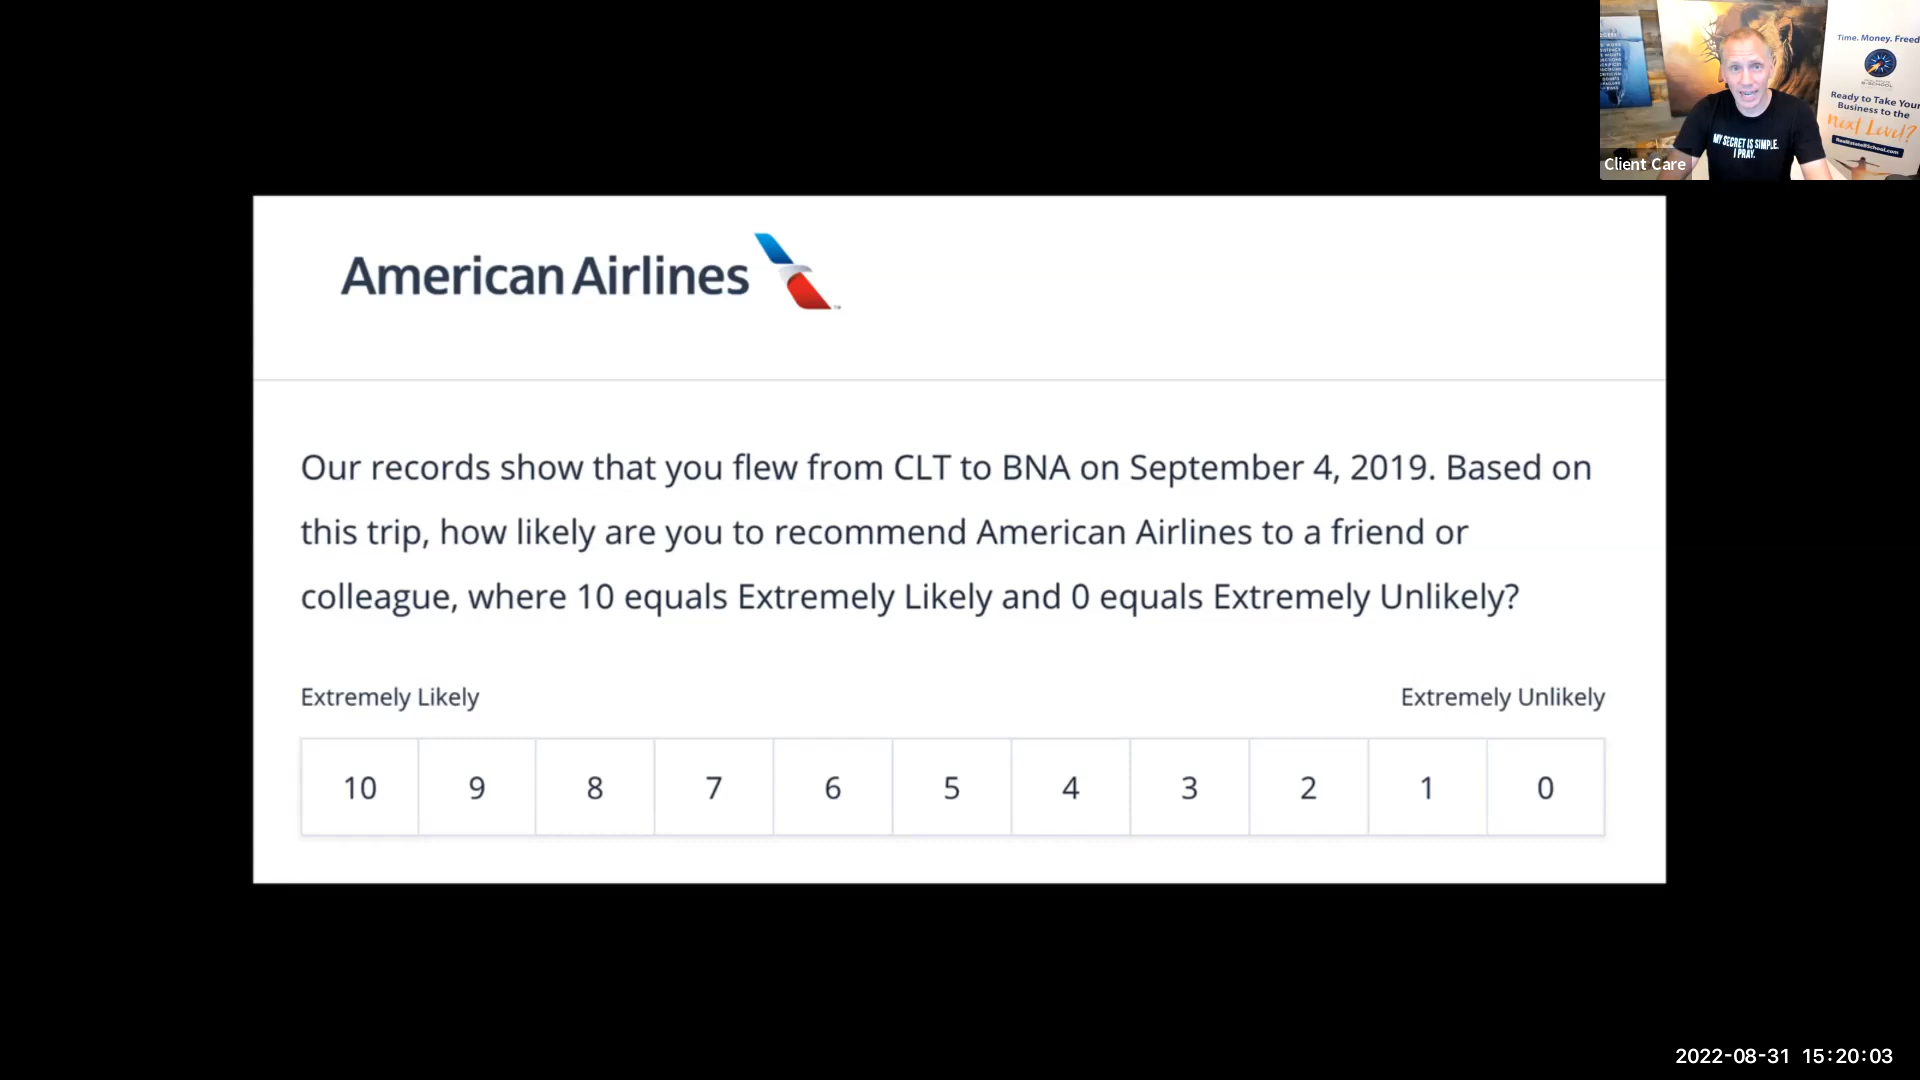 Time. Money. Freed
B-SCHOOL
Ready to Take Your
Business to the
Next Level?
RealEstateBSchool.com
MY SECRET IS SIMPLE.
I PRAY.
Client Care
American Airlines
Our records show that you flew from CLT to BNA on September 4, 2019. Based on
this trip, how likely are you to recommend American Airlines to a friend or
colleague, where 10 equals Extremely Likely and 0 equals Extremely Unlikely?
Extremely Likely Extremely Unlikely
10 9 8 7 6 5 4 3 2 1 0
2022-08-31 15:20:03